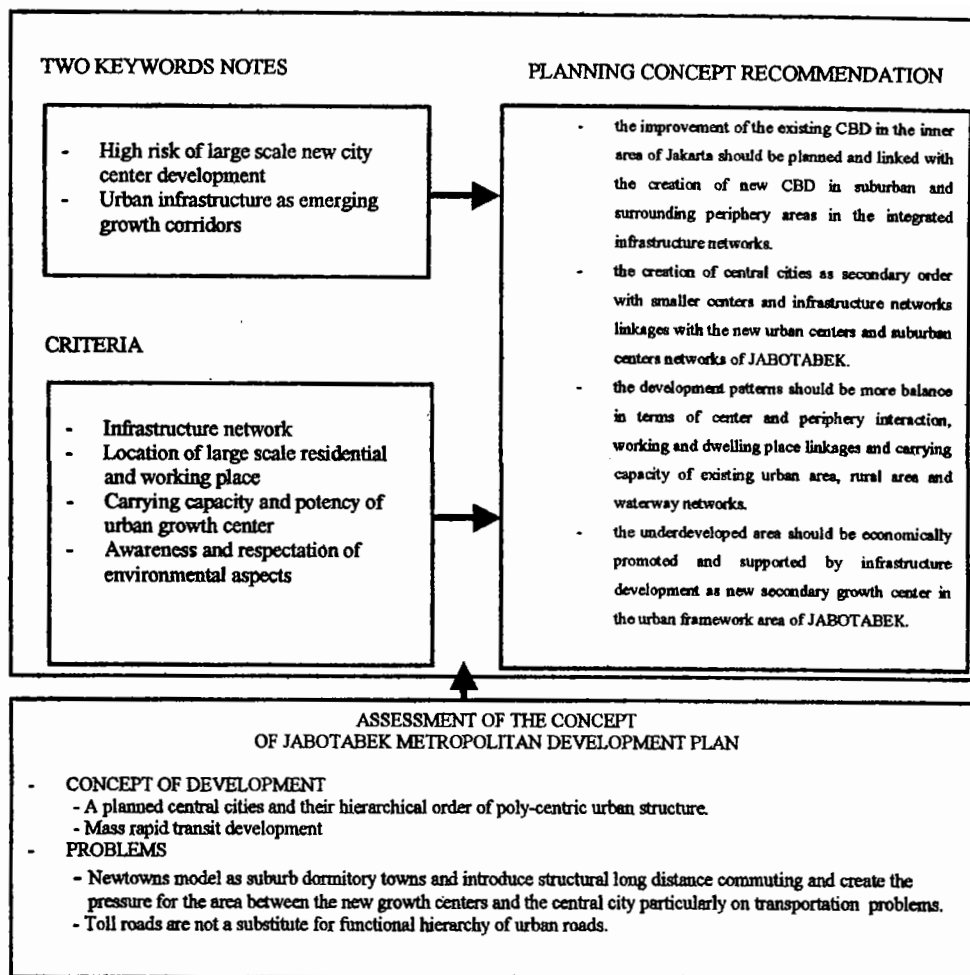 TWO KEYWORDS NOTES
- High risk of large scale new city
center development
- Urban infrastructure as emerging
growth corridors
CRITERIA
- Infrastructure network
- Location of large scale residential
and working place
- Carrying capacity and potency of
urban growth center
- Awareness and respectation of
environmental aspects
PLANNING CONCEPT RECOMMENDATION
- the improvement of the existing CBD in the inner
area of Jakarta should be planned and linked with
the creation of new CBD in suburban and
surrounding periphery areas in the integrated
infrastructure networks.
- the creation of central cities as secondary order
with smaller centers and infrastructure networks
linkages with the new urban centers and suburban
centers networks of JABOTABEK.
- the development patterns should be more balance
in terms of center and periphery interaction,
working and dwelling place linkages and carrying
capacity of existing urban area, rural area and
waterway networks.
- the underdeveloped area should be economically
promoted and supported by infrastructure
development as new secondary growth center in
the urban framework area of JABOTABEK.
ASSESSMENT OF THE CONCEPT
OF JABOTABEK METROPOLITAN DEVELOPMENT PLAN
- CONCEPT OF DEVELOPMENT
- A planned central cities and their hierarchical order of poly-centric urban structure.
- Mass rapid transit development
- PROBLEMS
- Newtowns model as suburb dormitory towns and introduce structural long distance commuting and create the
pressure for the area between the new growth centers and the central city particularly on transportation problems.
- Toll roads are not a substitute for functional hierarchy of urban roads.